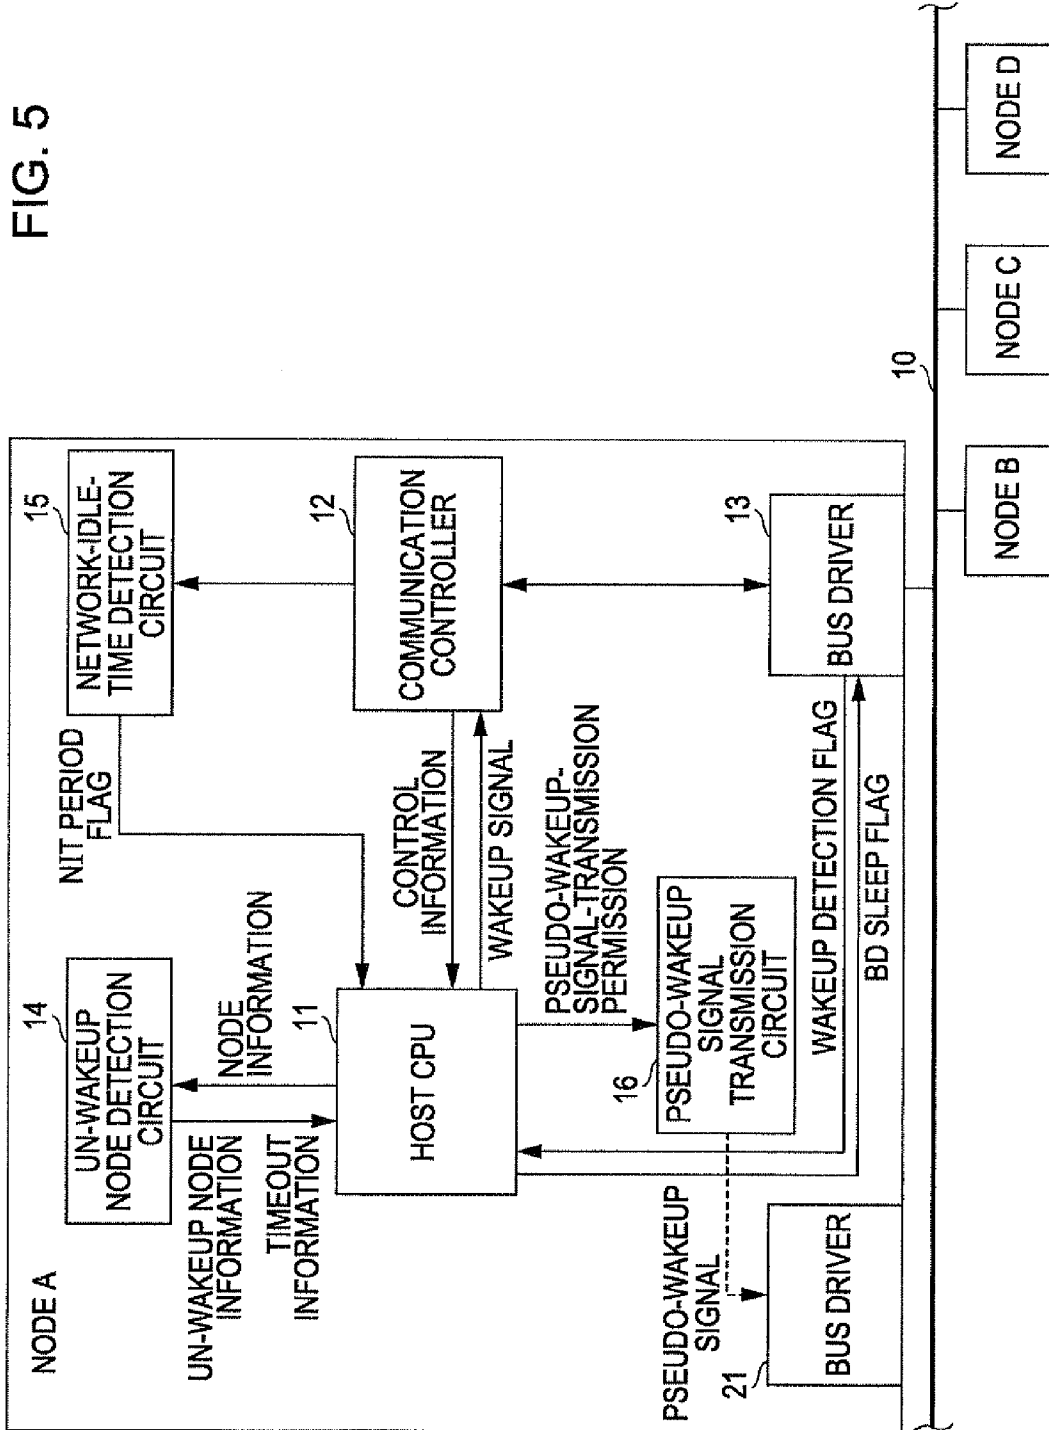 FIG. 5
NODE A
14
UN-WAKEUP
NODE DETECTION
CIRCUIT
15
NETWORK-IDLE-
TIME DETECTION
CIRCUIT
NIT PERIOD
FLAG
UN-WAKEUP NODE
INFORMATION
TIMEOUT
INFORMATION
NODE
INFORMATION
11
HOST CPU
12
COMMUNICATION
CONTROLLER
CONTROL
INFORMATION
WAKEUP SIGNAL
PSEUDO-WAKEUP-
SIGNAL-TRANSMISSION
PERMISSION
16
PSEUDO-WAKEUP
SIGNAL
TRANSMISSION
CIRCUIT
PSEUDO-WAKEUP
SIGNAL
21
BUS DRIVER
13
BUS DRIVER
WAKEUP DETECTION FLAG
BD SLEEP FLAG
10
NODE B
NODE C
NODE D